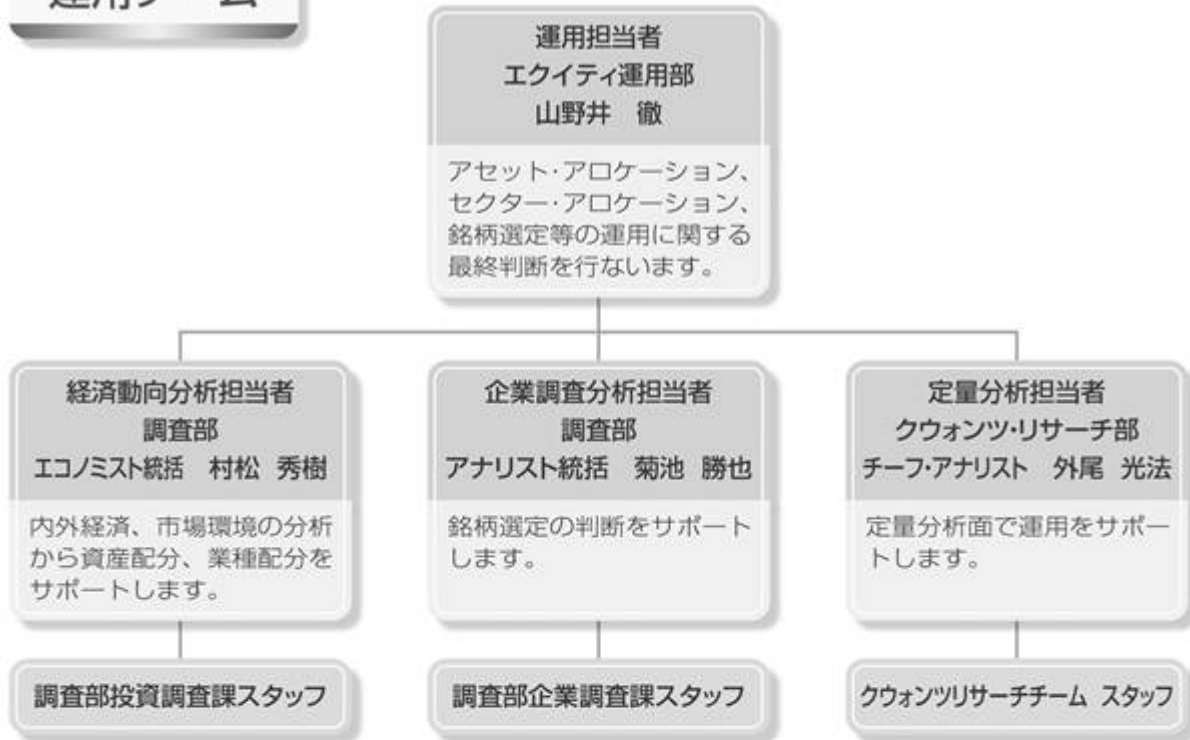 運用チーム
運用担当者
エクイティ運用部
山野井　徹
アセット・アロケーション、
セクター・アロケーション、
銘柄選定等の運用に関する
最終判断を行ないます。
経済動向分析担当者
調査部
エコノミスト統括　村松 秀樹
内外経済、市場環境の分析
から資産配分、業種配分を
サポートします。
企業調査分析担当者
調査部
アナリスト統括　菊池 勝也
銘柄選定の判断をサポート
します。
定量分析担当者
クウォンツ・リサーチ部
チーフ・アナリスト　外尾 光法
定量分析面で運用をサポー
トします。
調査部投資調査課スタッフ
調査部企業調査課スタッフ
クウォンツリサーチチーム スタッフ